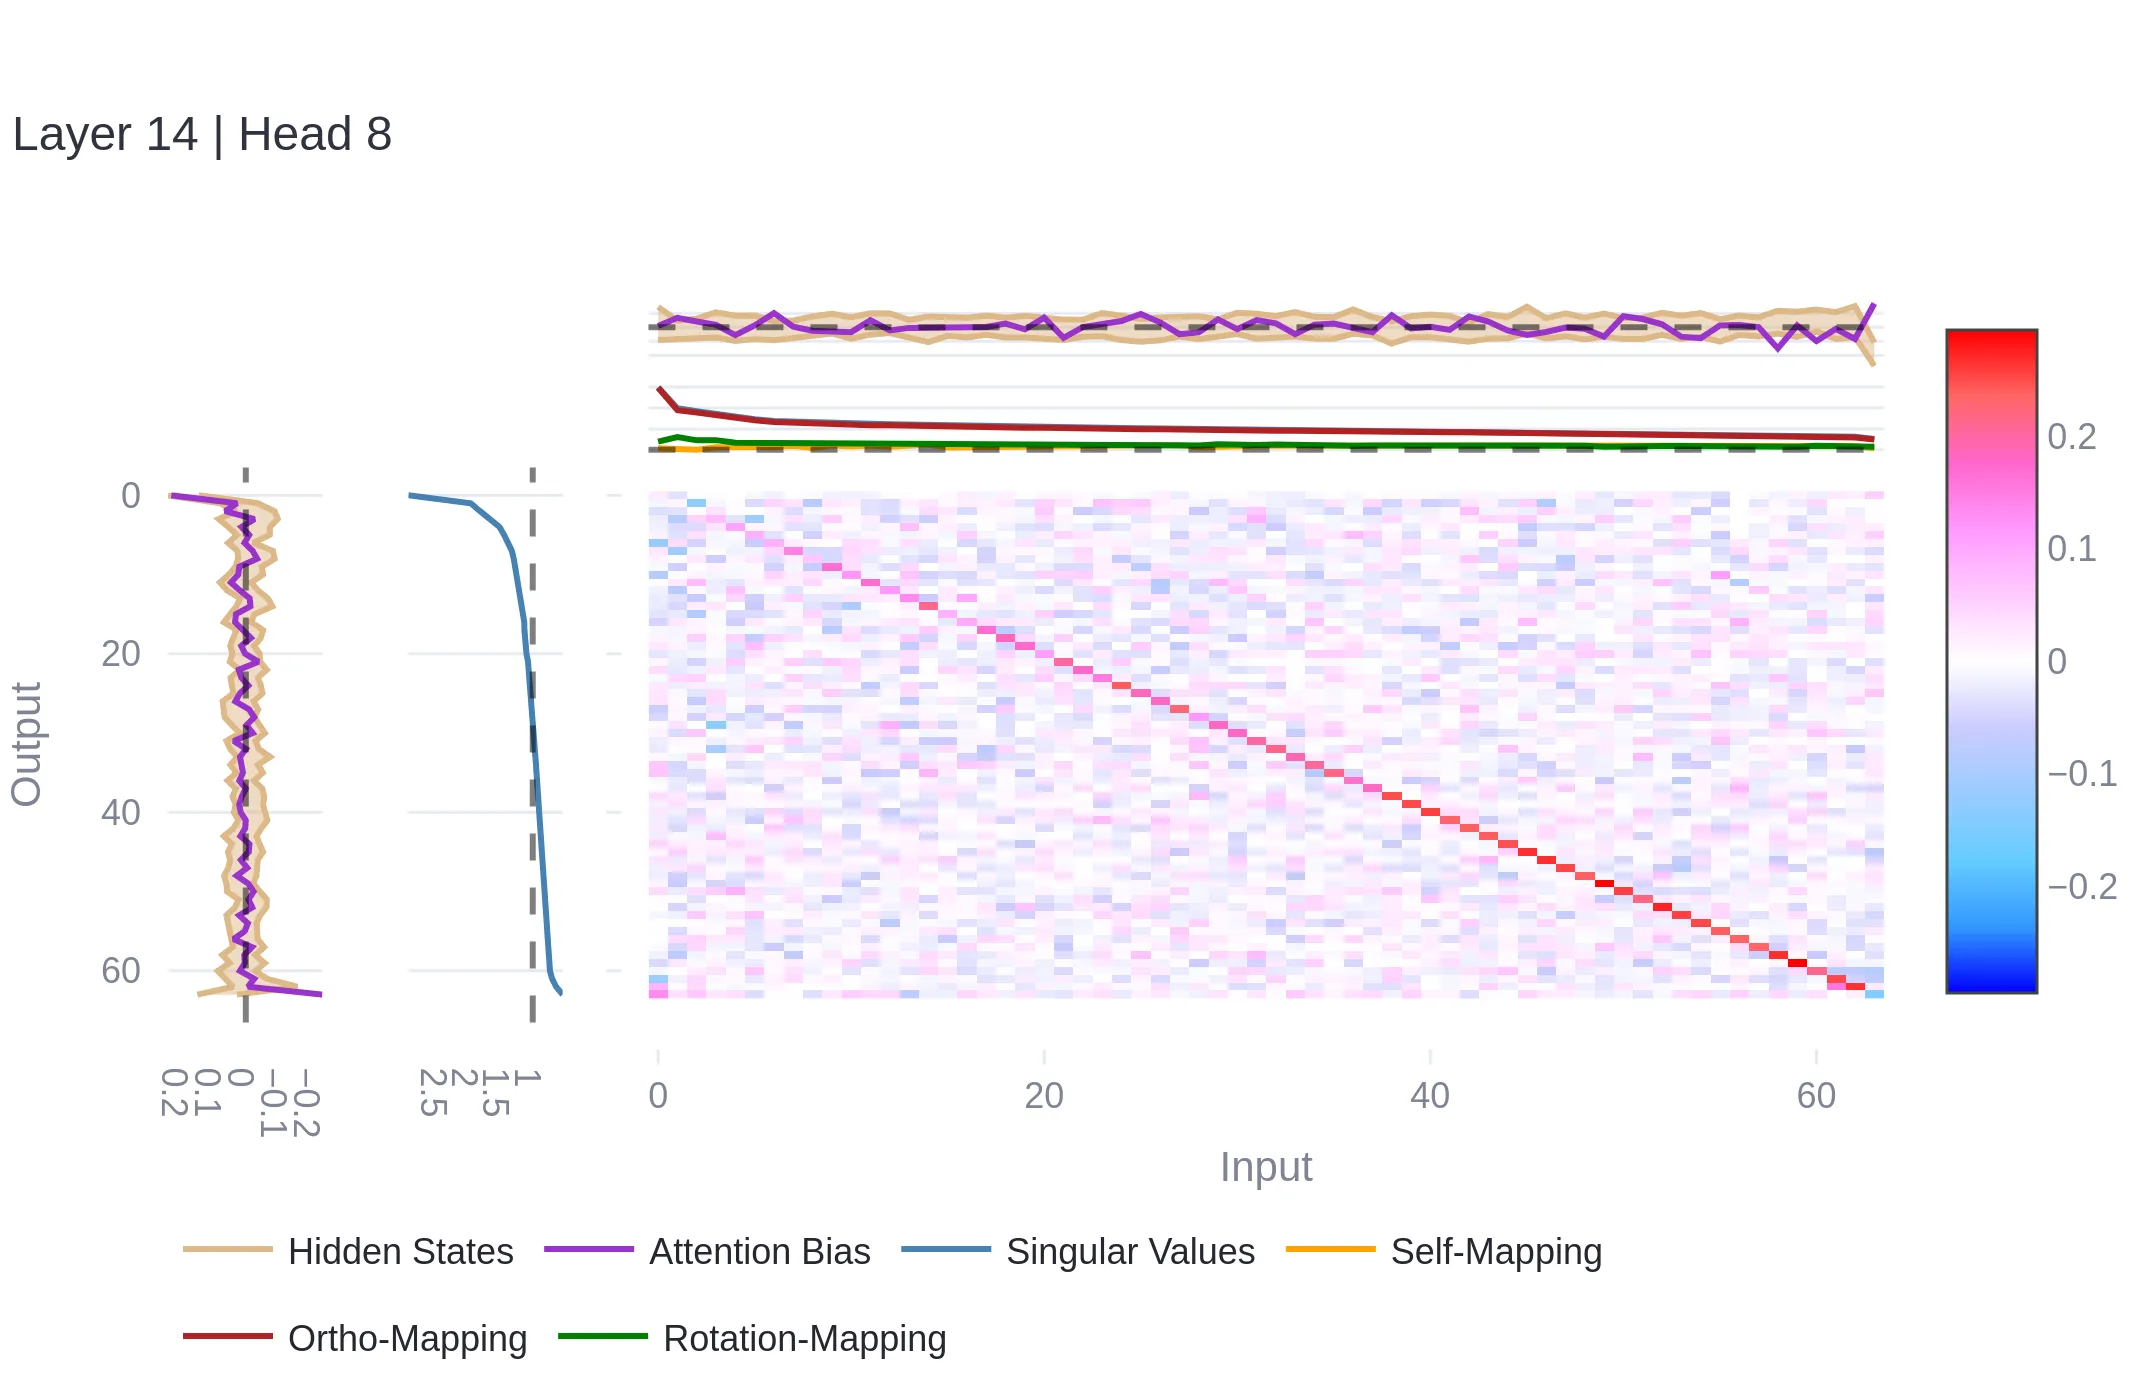 Layer 14 | Head 8
0
20
40
60
Output
0.2
0.1
0
−0.1
−0.2
2.5
2
1.5
1
0
20
40
60
Input
0.2
0.1
0
−0.1
−0.2
Hidden States
Attention Bias
Singular Values
Self-Mapping
Ortho-Mapping
Rotation-Mapping